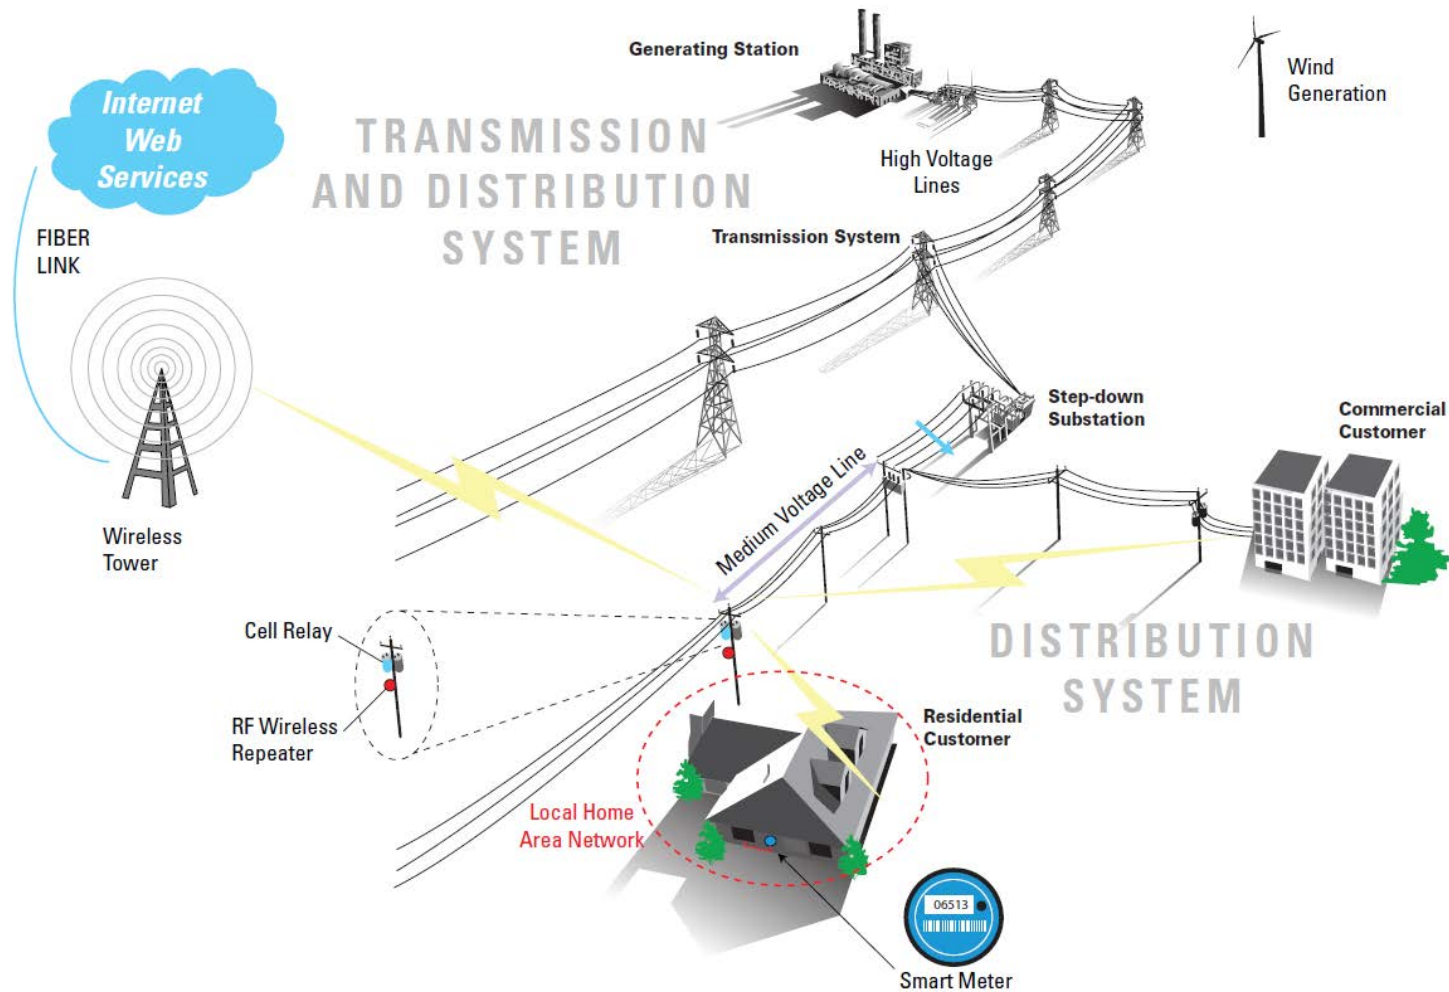 Generating Station
Wind
Generation
Internet
Web
Services
TRANSMISSION
AND DISTRIBUTION
SYSTEM
High Voltage
Lines
FIBER
LINK
Transmission System
Step-down
Substation
Commercial
Customer
Medium Voltage Line
Wireless
Tower
Cell Relay
RF Wireless
Repeater
DISTRIBUTION
SYSTEM
Residential
Customer
Local Home
Area Network
06513
Smart Meter